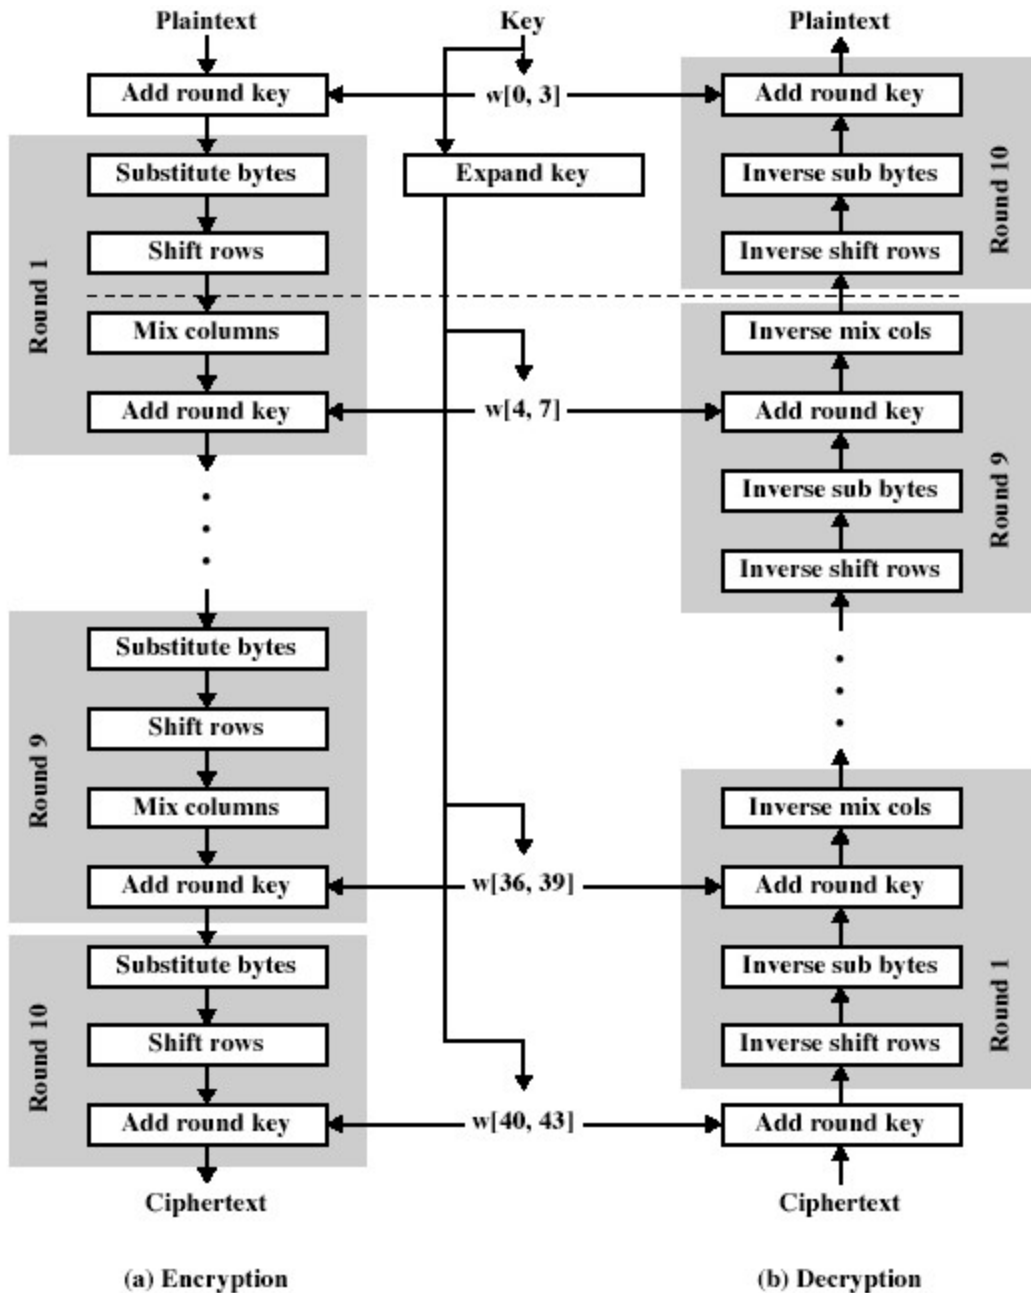 Plaintext
Key
Plaintext
Add round key
w[0, 3]
Add round key
Substitute bytes
Expand key
Inverse sub bytes
Round 10
Shift rows
Inverse shift rows
Round 1
Mix columns
Inverse mix cols
Add round key
w[4, 7]
Add round key
Inverse sub bytes
Round 9
Inverse shift rows
Substitute bytes
Shift rows
Round 9
Mix columns
Inverse mix cols
Add round key
w[36, 39]
Add round key
Substitute bytes
Inverse sub bytes
Round 1
Round 10
Shift rows
Inverse shift rows
Add round key
w[40, 43]
Add round key
Ciphertext
Ciphertext
(a) Encryption
(b) Decryption